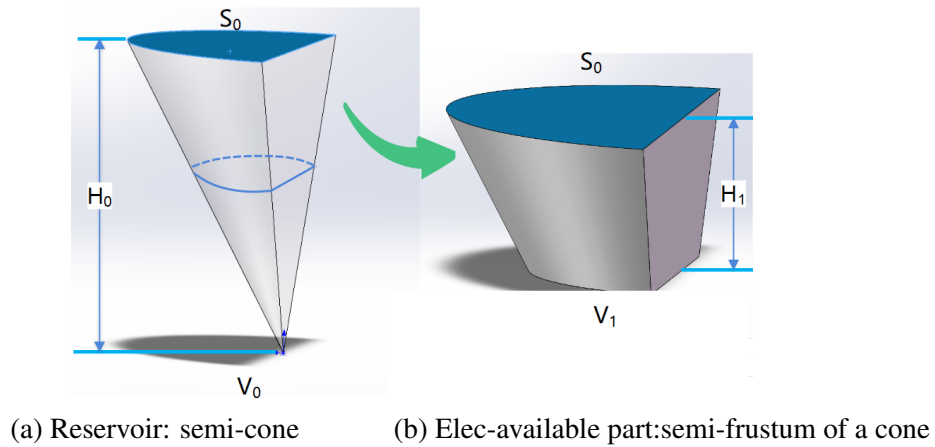 S₀
H₀
V₀
S₀
H₁
V₁
(a) Reservoir: semi-cone
(b) Elec-available part:semi-frustum of a cone